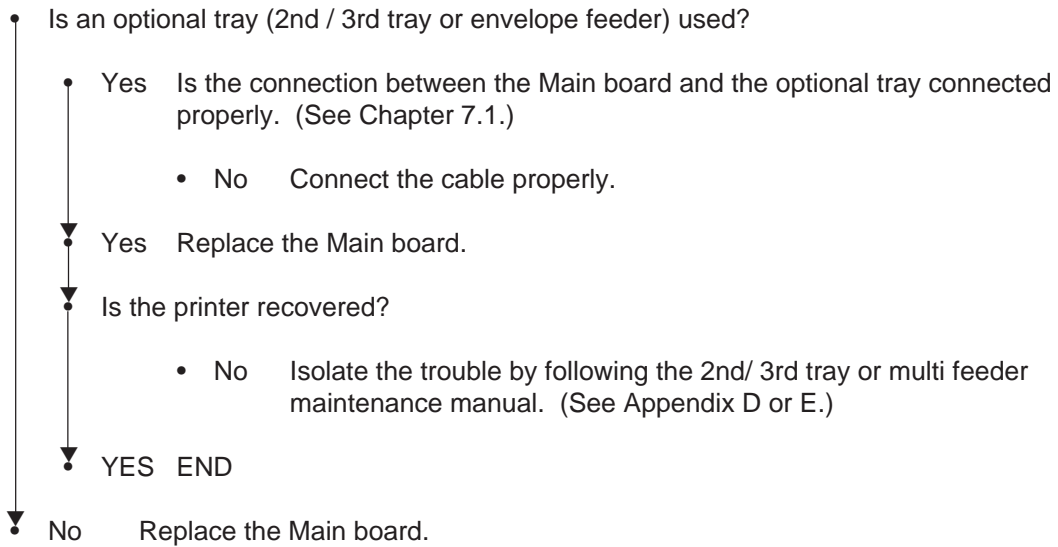 • Is an optional tray (2nd / 3rd tray or envelope feeder) used?
• Yes Is the connection between the Main board and the optional tray connected
properly. (See Chapter 7.1.)
• No Connect the cable properly.
• Yes Replace the Main board.
• Is the printer recovered?
• No Isolate the trouble by following the 2nd/ 3rd tray or multi feeder
maintenance manual. (See Appendix D or E.)
• YES END
• No Replace the Main board.